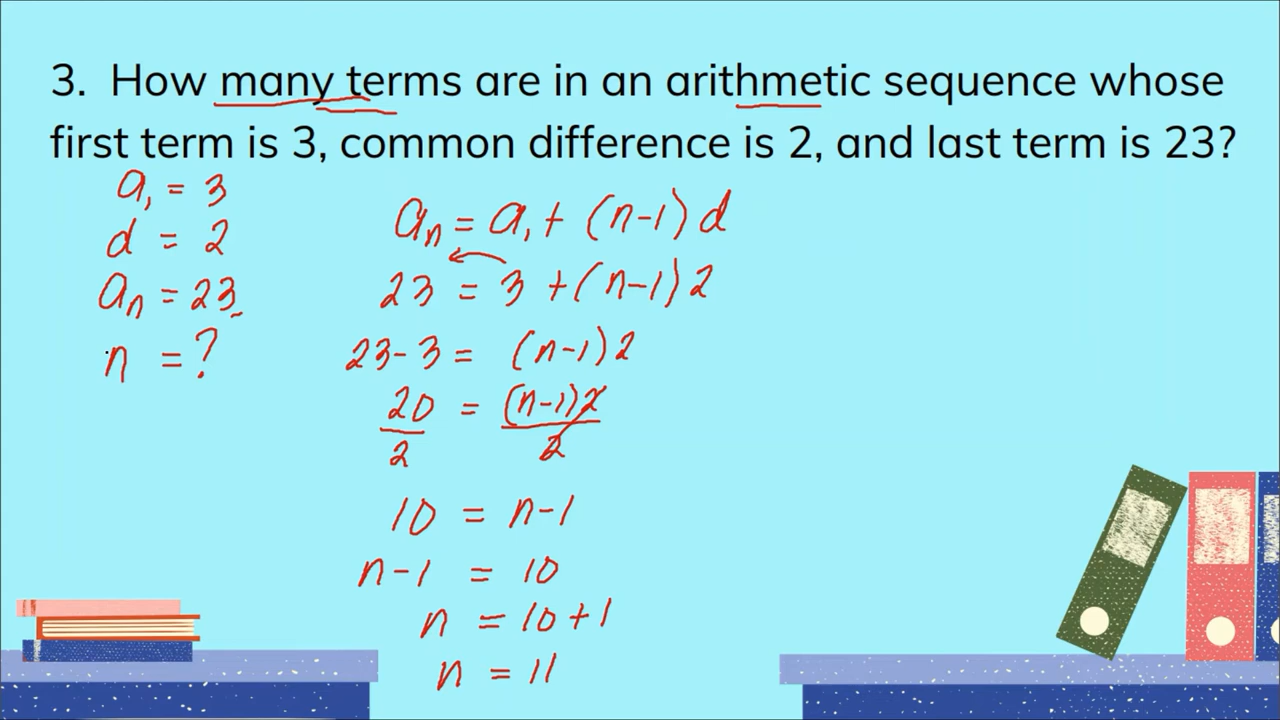 3. How many terms are in an arithmetic sequence whose
first term is 3, common difference is 2, and last term is 23?
a₁ = 3
d = 2
aₙ = 23
n = ?
aₙ = a₁ + (n-1)d
23 = 3 + (n-1)2
23-3 = (n-1)2
20/2 = (n-1)2/2
10 = n-1
n-1 = 10
n = 10+1
n = 11